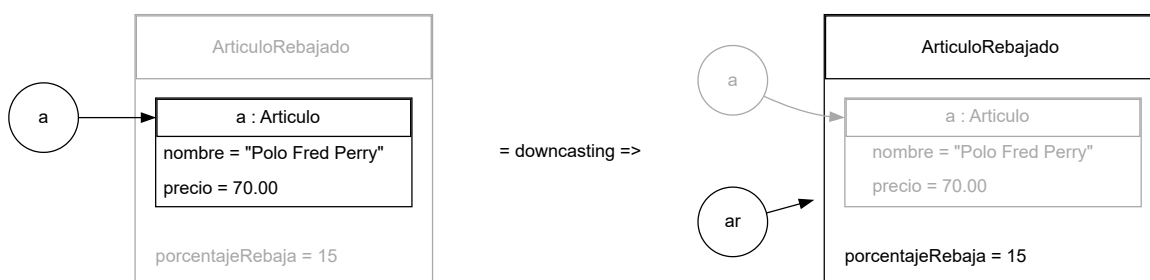 ArticuloRebajado
a
a : Articulo
nombre = "Polo Fred Perry"
precio = 70.00
porcentajeRebaja = 15
= downcasting =>
ArticuloRebajado
a
a : Articulo
nombre = "Polo Fred Perry"
precio = 70.00
ar
porcentajeRebaja = 15